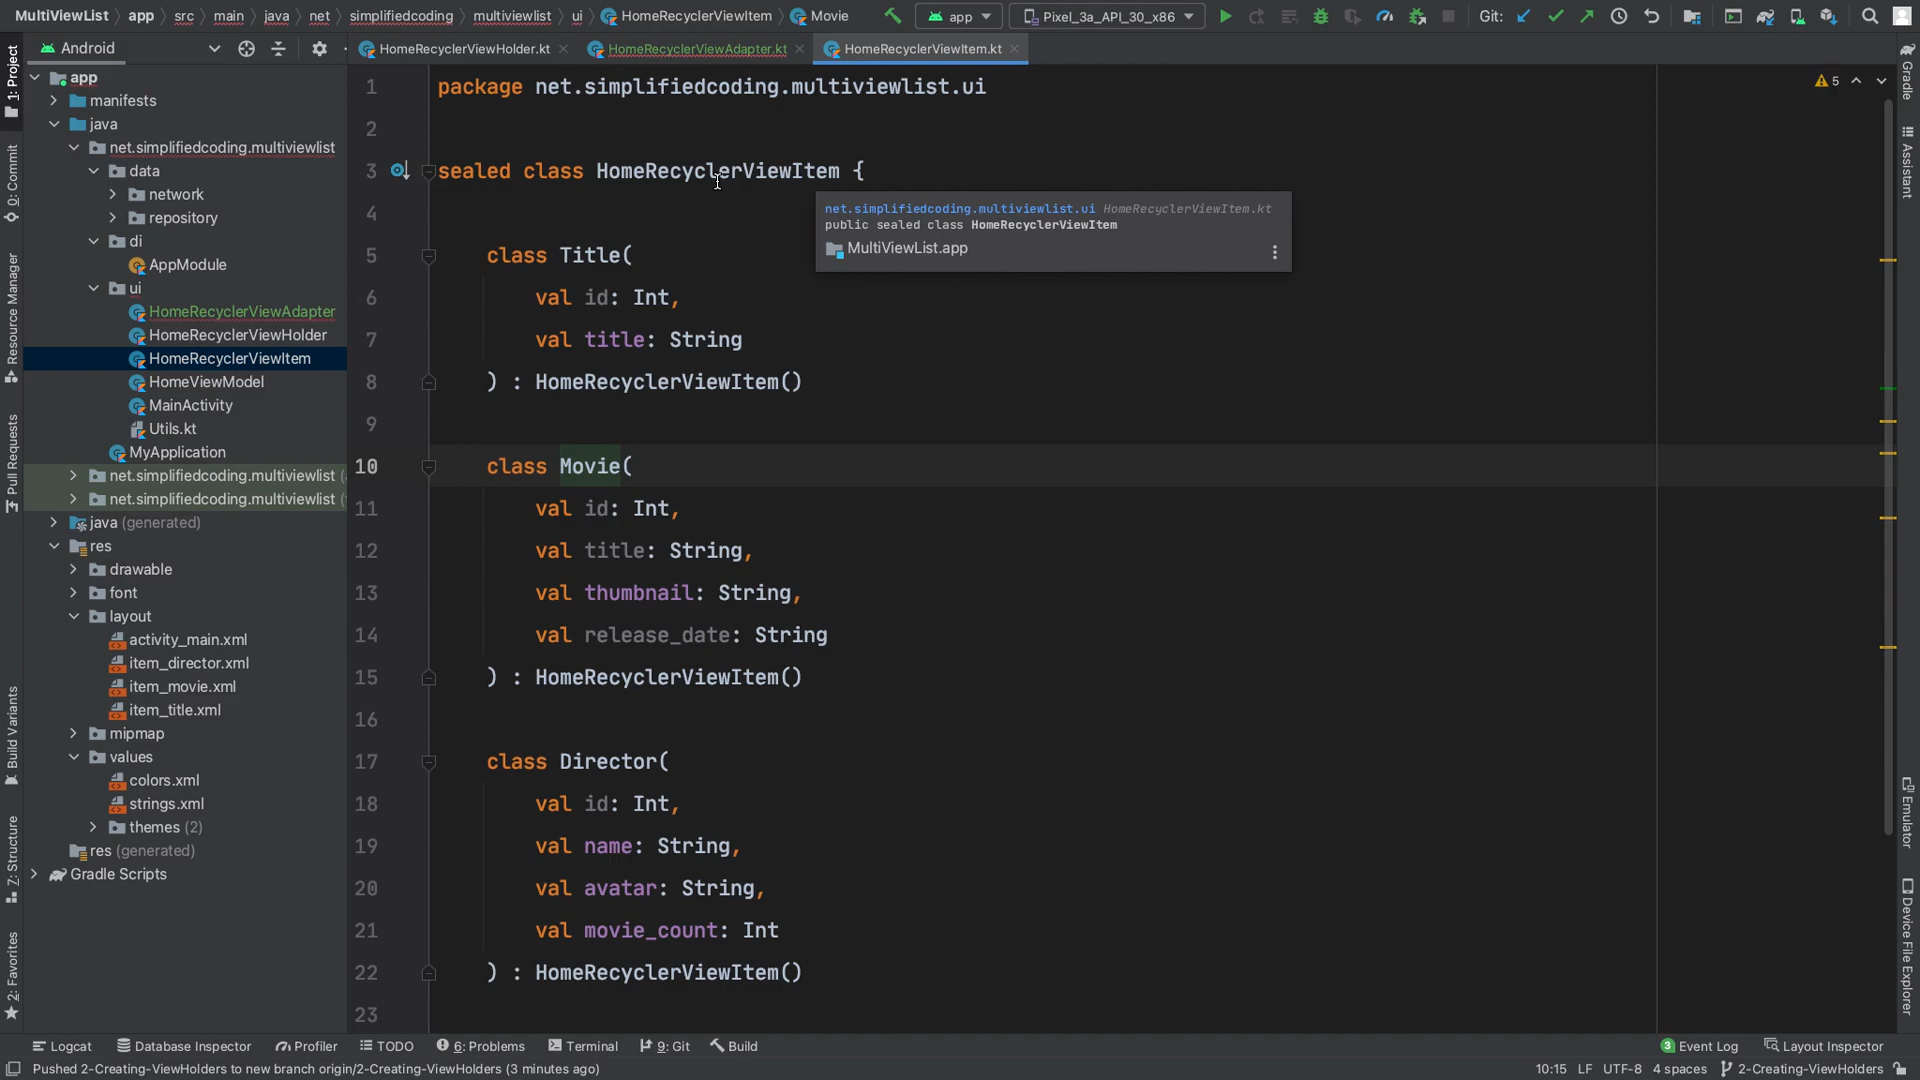 MultiViewList app src main java net simplifiedcoding multiviewlist ui HomeRecyclerViewItem Movie app Pixel_3a_API_30_x86 Git:
Android HomeRecyclerViewHolder.kt HomeRecyclerViewAdapter.kt HomeRecyclerViewItem.kt
1: Project
0: Commit
Resource Manager
Pull Requests
Build Variants
7: Structure
2: Favorites
app
manifests
java
net.simplifiedcoding.multiviewlist
data
network
repository
di
AppModule
ui
HomeRecyclerViewAdapter
HomeRecyclerViewHolder
HomeRecyclerViewItem
HomeViewModel
MainActivity
Utils.kt
MyApplication
net.simplifiedcoding.multiviewlist (
net.simplifiedcoding.multiviewlist (
java (generated)
res
drawable
font
layout
activity_main.xml
item_director.xml
item_movie.xml
item_title.xml
mipmap
values
colors.xml
strings.xml
themes (2)
res (generated)
Gradle Scripts
1 package net.simplifiedcoding.multiviewlist.ui
2
3 sealed class HomeRecyclerViewItem {
4
5 class Title(
6 val id: Int,
7 val title: String
8 ) : HomeRecyclerViewItem()
9
10 class Movie(
11 val id: Int,
12 val title: String,
13 val thumbnail: String,
14 val release_date: String
15 ) : HomeRecyclerViewItem()
16
17 class Director(
18 val id: Int,
19 val name: String,
20 val avatar: String,
21 val movie_count: Int
22 ) : HomeRecyclerViewItem()
23
net.simplifiedcoding.multiviewlist.ui HomeRecyclerViewItem.kt
public sealed class HomeRecyclerViewItem
MultiViewList.app
5
Gradle
Assistant
Emulator
Device File Explorer
Logcat Database Inspector Profiler TODO 6: Problems Terminal 9: Git Build 3 Event Log Layout Inspector
Pushed 2-Creating-ViewHolders to new branch origin/2-Creating-ViewHolders (3 minutes ago) 10:15 LF UTF-8 4 spaces 2-Creating-ViewHolders